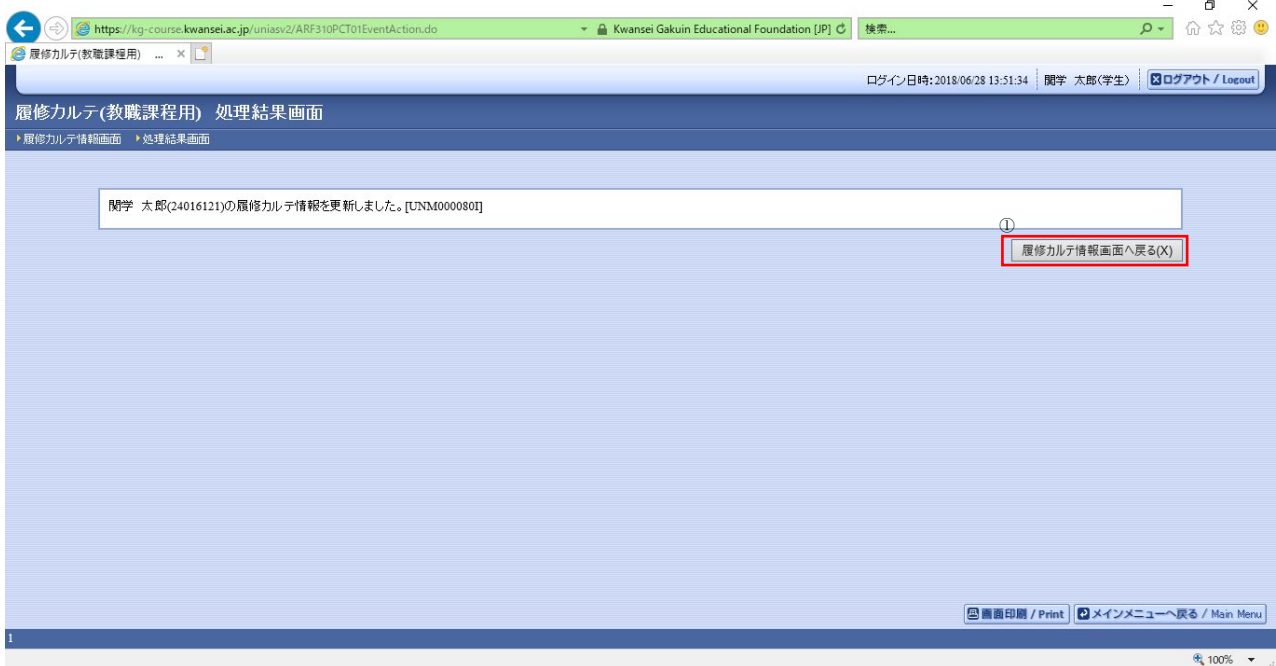 https://kg-course.kwansei.ac.jp/uniasv2/ARF310PCT01EventAction.do Kwansei Gakuin Educational Foundation [JP] 検索...
履修カルテ(教職課程用) ...
ログイン日時:2018/06/28 13:51:34 関学 太郎(学生) ログアウト / Logout
履修カルテ(教職課程用) 処理結果画面
履修カルテ情報画面 処理結果画面
関学 太郎(24016121)の履修カルテ情報を更新しました。[UNM000080I]
①
履修カルテ情報画面へ戻る(X)
画面印刷 / Print メインメニューへ戻る / Main Menu
1
100%